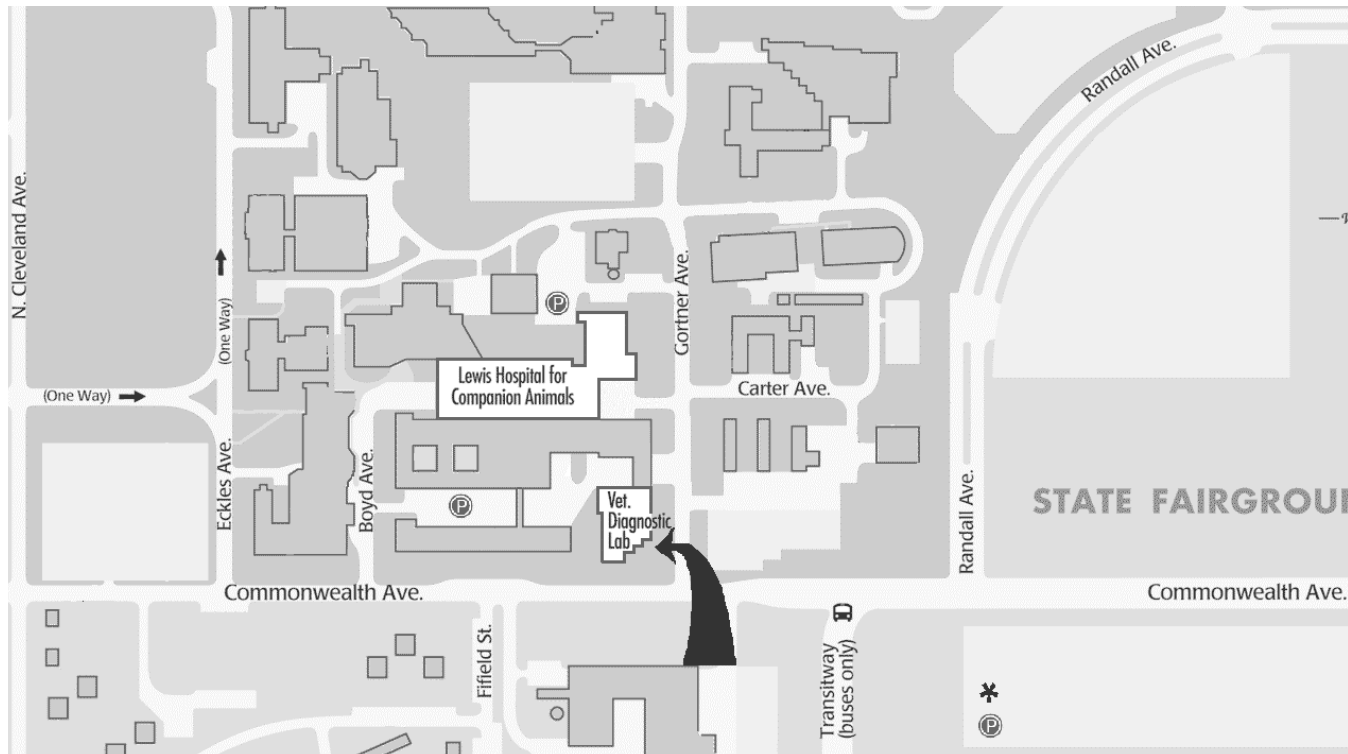 Randall Ave.
N. Cleveland Ave.
(One Way)
Gortner Ave.
P
Lewis Hospital for
Companion Animals
Carter Ave.
(One Way)
Eckles Ave.
Boyd Ave.
P
Vet.
Diagnostic
Lab
Randall Ave.
STATE FAIRGROU
Commonwealth Ave.
Commonwealth Ave.
Fifield St.
Transitway
(buses only)
P